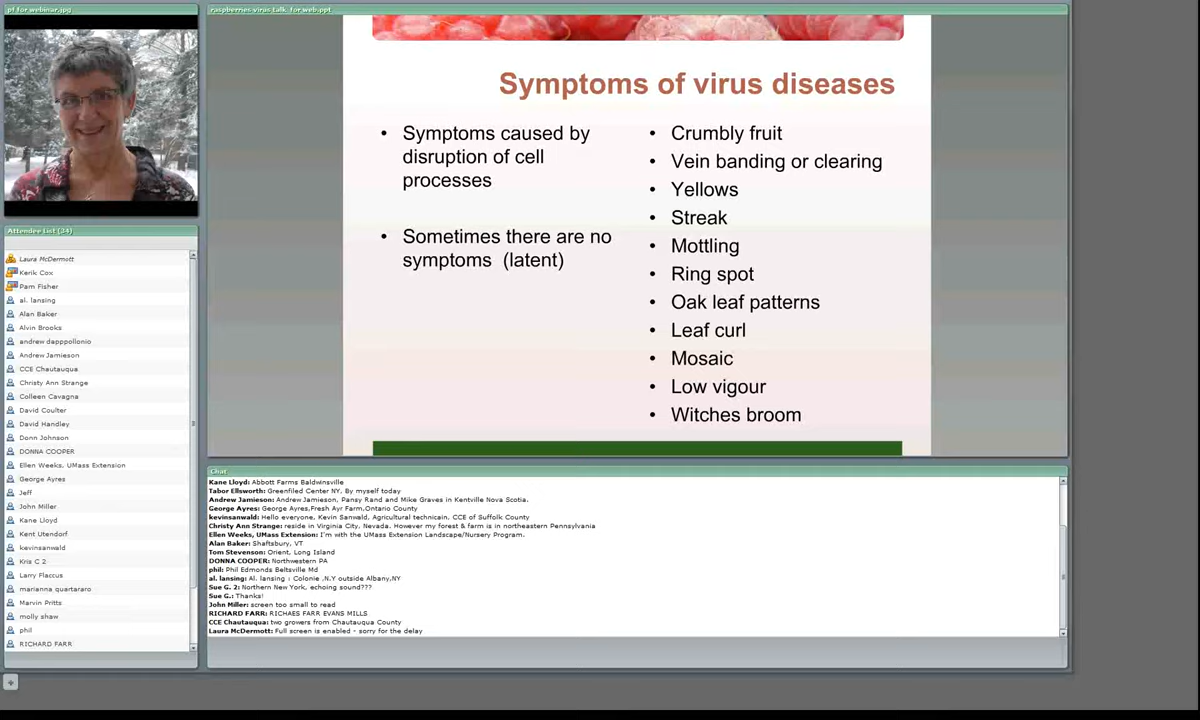 pf for webinar.jpg
raspberries virus talk for web.ppt
Symptoms of virus diseases
• Symptoms caused by
disruption of cell
processes
• Sometimes there are no
symptoms (latent)
• Crumbly fruit
• Vein banding or clearing
• Yellows
• Streak
• Mottling
• Ring spot
• Oak leaf patterns
• Leaf curl
• Mosaic
• Low vigour
• Witches broom
Attendee List (34)
Laura McDermott
Kerik Cox
Pam Fisher
al. lansing
Alan Baker
Alvin Brooks
andrew dapppollonio
Andrew Jamieson
CCE Chautauqua
Christy Ann Strange
Colleen Cavagna
David Coulter
David Handley
Donn Johnson
DONNA COOPER
Ellen Weeks, UMass Extension
George Ayres
Jeff
John Miller
Kane Lloyd
Kent Utendorf
kevinsanwald
Kris C 2
Larry Flaccus
marianna quartararo
Marvin Pritts
molly shaw
phil
RICHARD FARR
Chat
Kane Lloyd: Abbott Farms Baldwinsville
Tabor Ellsworth: Greenfiled Center NY, By myself today
Andrew Jamieson: Andrew Jamieson, Pansy Rand and Mike Graves in Kentville Nova Scotia.
George Ayres: George Ayres,Fresh Ayr Farm,Ontario County
kevinsanwald: Hello everyone, Kevin Sanwald, Agricultural technicain, CCE of Suffolk County
Christy Ann Strange: reside in Virginia City, Nevada. However my forest & farm is in northeastern Pennsylvania
Ellen Weeks, UMass Extension: I'm with the UMass Extension Landscape/Nursery Program.
Alan Baker: Shaftsbury, VT
Tom Stevenson: Orient, Long Island
DONNA COOPER: Northwestern PA
phil: Phil Edmonds Beltsville Md
al. lansing: Al. lansing : Colonie ,N.Y outside Albany,NY
Sue G. 2: Northern New York, echoing sound???
Sue G.: Thanks!
John Miller: screen too small to read
RICHARD FARR: RICHAES FARR EVANS MILLS
CCE Chautauqua: two growers from Chautauqua County
Laura McDermott: Full screen is enabled - sorry for the delay